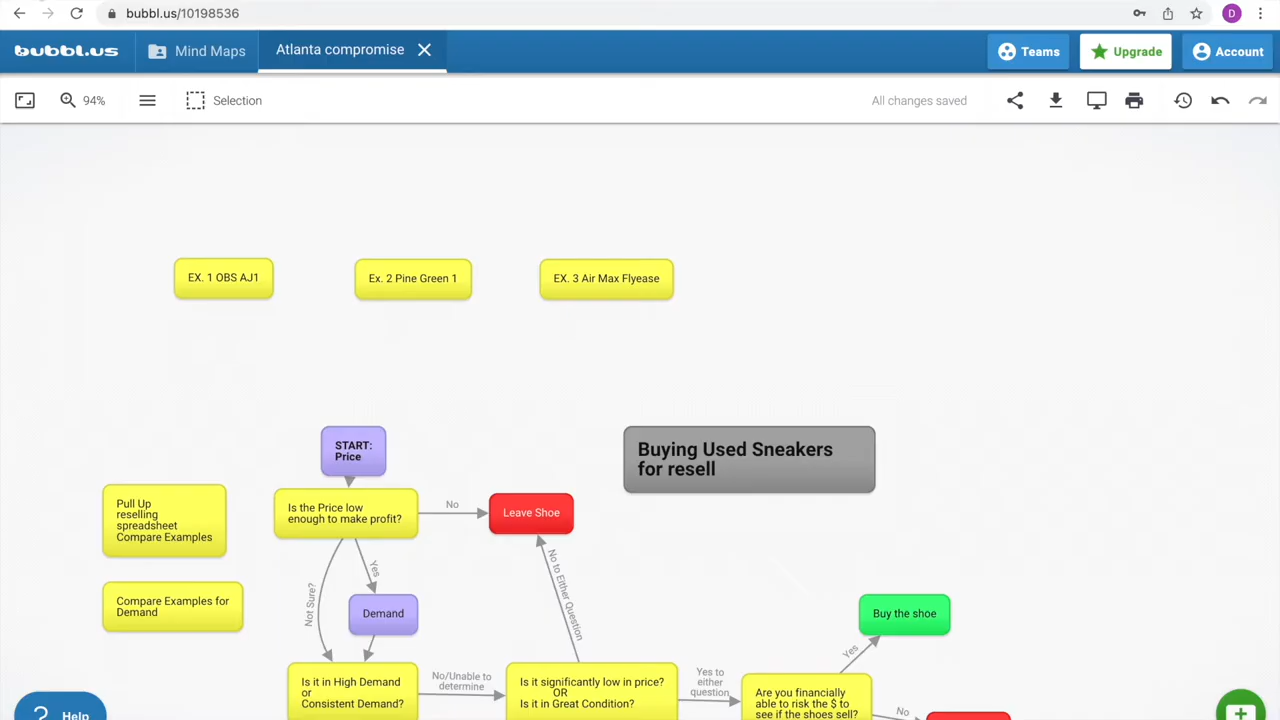 bubbl.us/10198536
D
bubbl.us
Mind Maps
Atlanta compromise
Teams
Upgrade
Account
94%
Selection
All changes saved
EX. 1 OBS AJ1
Ex. 2 Pine Green 1
EX. 3 Air Max Flyease
START:
Price
Buying Used Sneakers
for resell
Pull Up
reselling
spreadsheet
Compare Examples
Is the Price low
enough to make profit?
No
Leave Shoe
Not Sure?
Yes
No to Either Question
Compare Examples for
Demand
Demand
Buy the shoe
Yes
Is it in High Demand
or
Consistent Demand?
No/Unable to
determine
Is it significantly low in price?
OR
Is it in Great Condition?
Yes to
either
question
Are you financially
able to risk the $ to
see if the shoes sell?
No
? Help